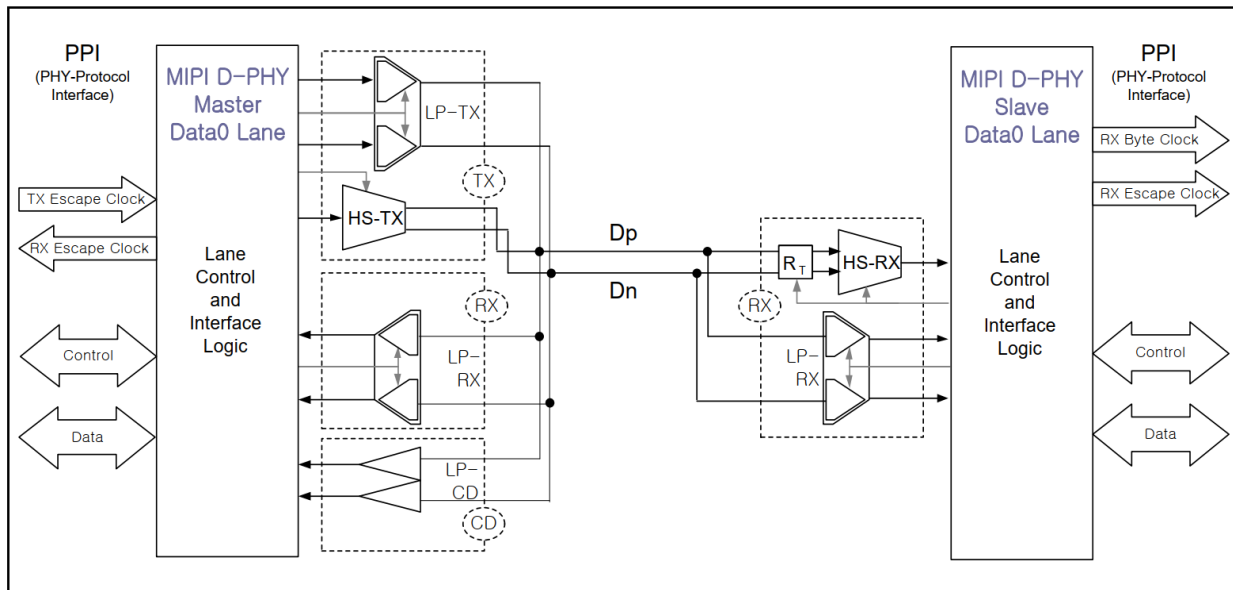 PPI
(PHY-Protocol
Interface)
MIPI D-PHY
Master
Data0 Lane
TX Escape Clock
RX Escape Clock
Lane
Control
and
Interface
Logic
Control
Data
LP-TX
TX
HS-TX
RX
LP-
RX
LP-
CD
CD
Dp
Dn
RT
HS-RX
RX
LP-
RX
MIPI D-PHY
Slave
Data0 Lane
Lane
Control
and
Interface
Logic
PPI
(PHY-Protocol
Interface)
RX Byte Clock
RX Escape Clock
Control
Data